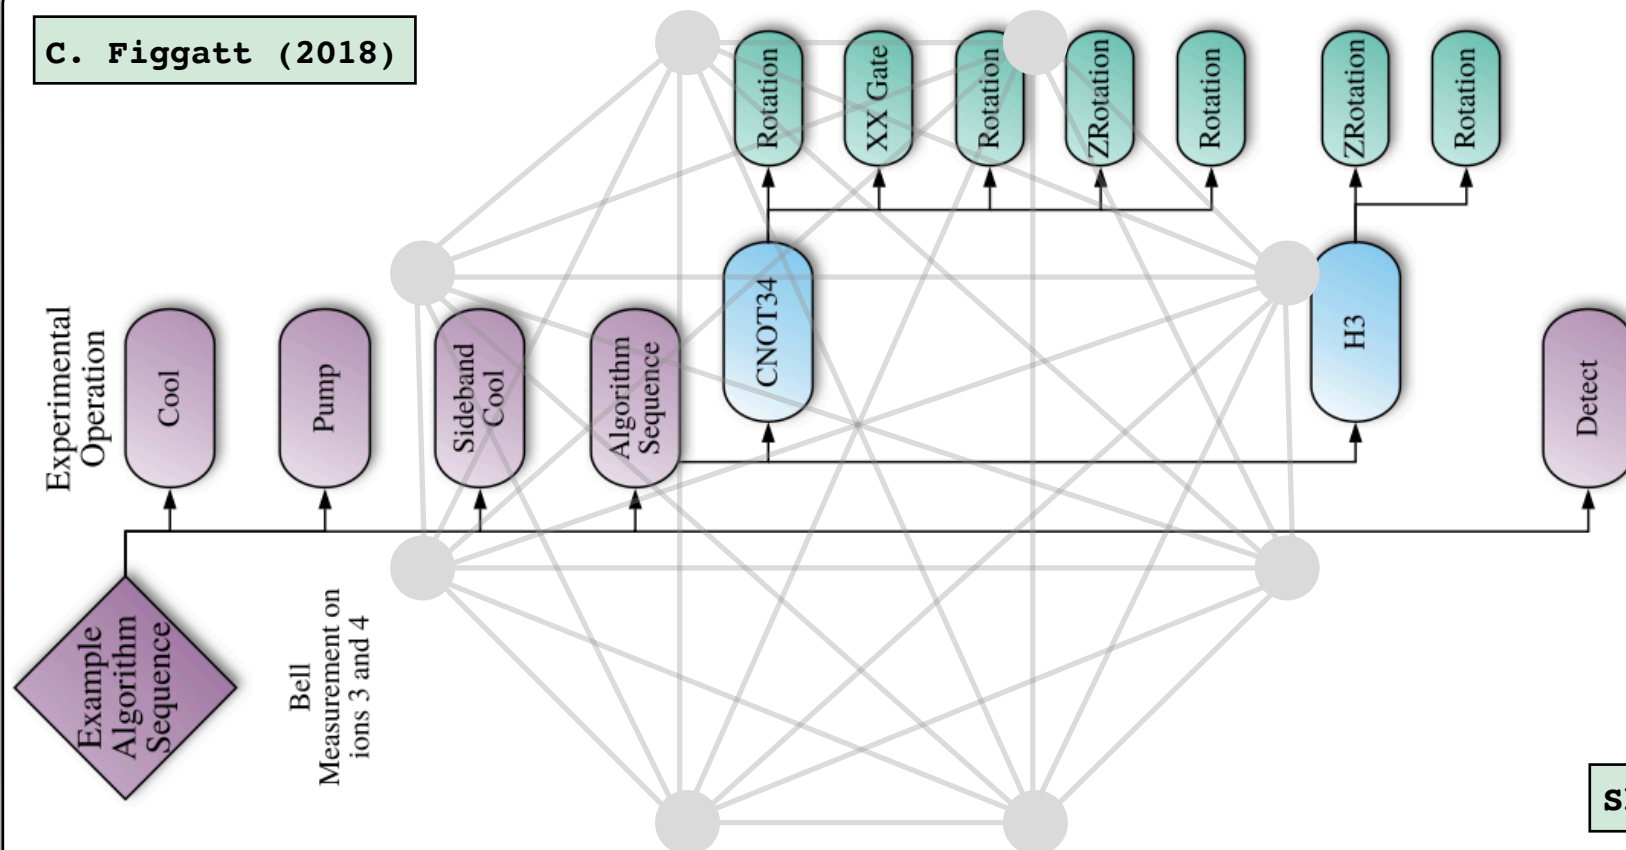 C. Figgatt (2018)
Rotation
XX Gate
Rotation
ZRotation
Rotation
ZRotation
Rotation
Experimental
Operation
Cool
Pump
Sideband
Cool
Algorithm
Sequence
CNOT34
H3
Detect
Example
Algorithm
Sequence
Bell
Measurement on
ions 3 and 4